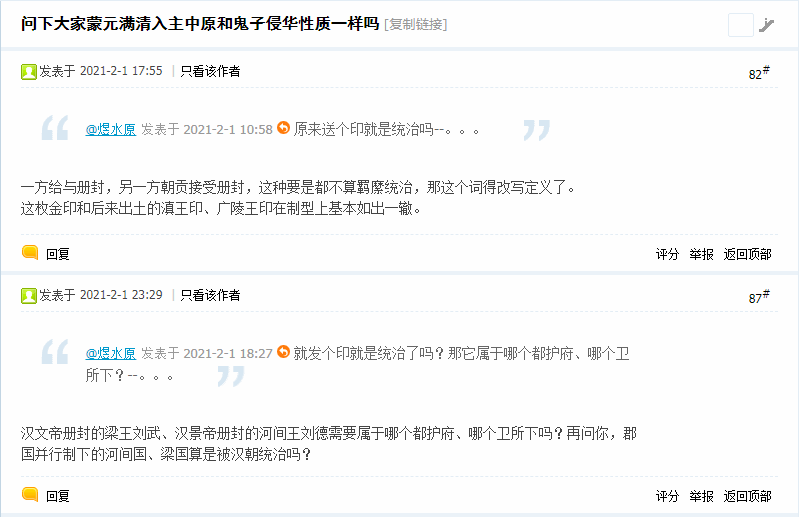 问下大家蒙元满清入主中原和鬼子侵华性质一样吗 [复制链接]
发表于 2021-2-1 17:55 | 只看该作者 82#
@煜水原 发表于 2021-2-1 10:58 原来送个印就是统治吗--。。。
一方给与册封，另一方朝贡接受册封，这种要是都不算羁縻统治，那这个词得改写定义了。
这枚金印和后来出土的滇王印、广陵王印在制型上基本如出一辙。
回复 评分 举报 返回顶部
发表于 2021-2-1 23:29 | 只看该作者 87#
@煜水原 发表于 2021-2-1 18:27 就发个印就是统治了吗？那它属于哪个都护府、哪个卫
所下？--。。。
汉文帝册封的梁王刘武、汉景帝册封的河间王刘德需要属于哪个都护府、哪个卫所下吗？再问你，郡
国并行制下的河间国、梁国算是被汉朝统治吗？
回复 评分 举报 返回顶部